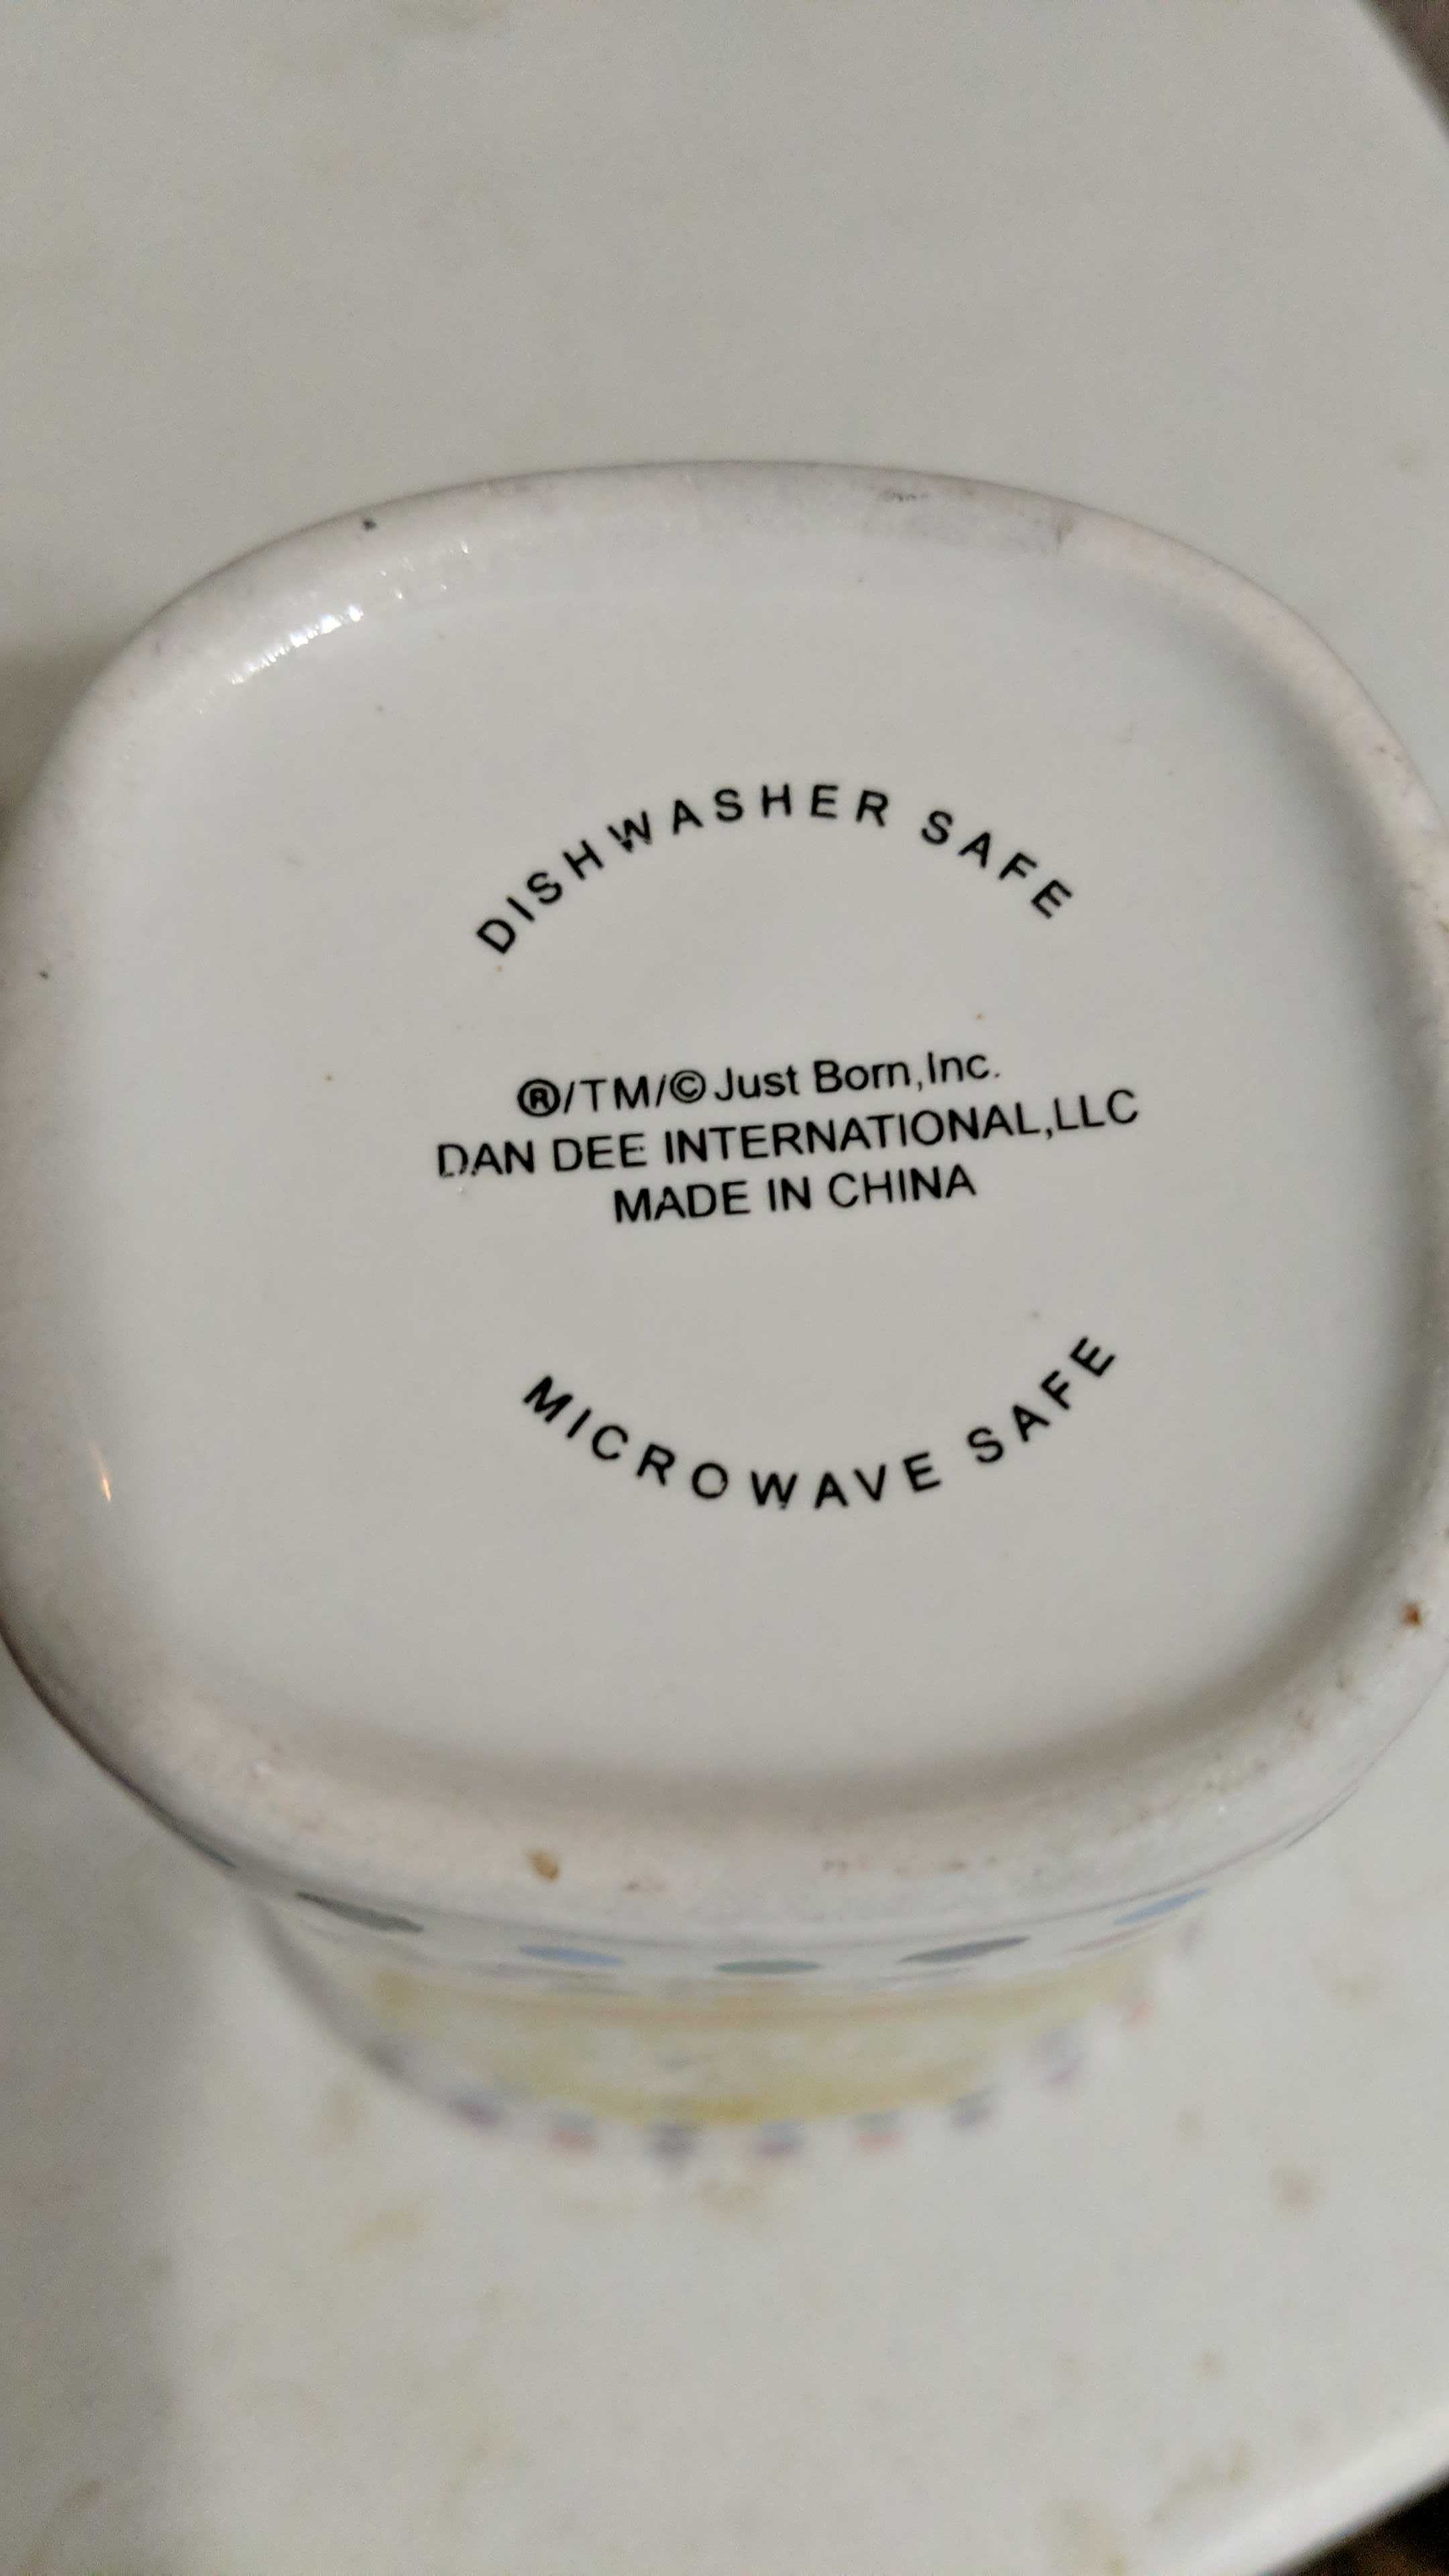 DISHWASHER SAFE
®/TM/© Just Born,Inc.
DAN DEE INTERNATIONAL,LLC
MADE IN CHINA
MICROWAVE SAFE